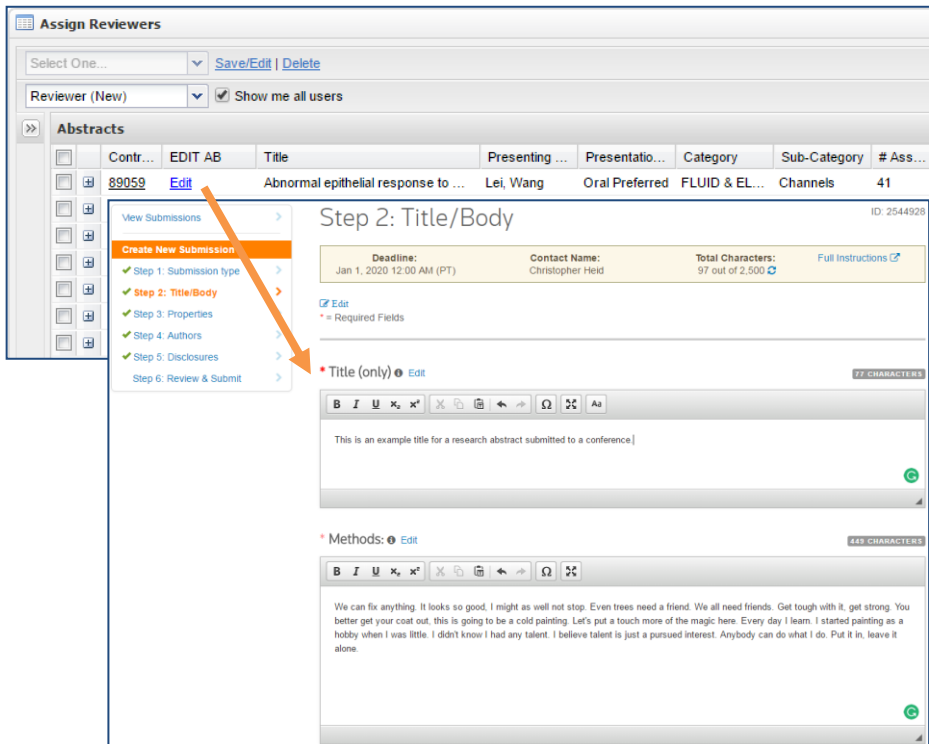 Assign Reviewers
Select One... Save/Edit | Delete
Reviewer (New) Show me all users
Abstracts
Contr... EDIT AB Title Presenting ... Presentatio... Category Sub-Category # Ass...
89059 Edit Abnormal epithelial response to ... Lei, Wang Oral Preferred FLUID & EL... Channels 41
View Submissions
Create New Submission
Step 1: Submission type
Step 2: Title/Body
Step 3: Properties
Step 4: Authors
Step 5: Disclosures
Step 6: Review & Submit
Step 2: Title/Body
ID: 2544928
Deadline: Contact Name: Total Characters: Full Instructions
Jan 1, 2020 12:00 AM (PT) Christopher Heid 97 out of 2,500
Edit
* = Required Fields
* Title (only) Edit 77 CHARACTERS
B I U x₂ x² Ω Aa
This is an example title for a research abstract submitted to a conference.
* Methods: Edit 449 CHARACTERS
B I U x₂ x² Ω
We can fix anything. It looks so good, I might as well not stop. Even trees need a friend. We all need friends. Get tough with it, get strong. You
better get your coat out, this is going to be a cold painting. Let's put a touch more of the magic here. Every day I learn. I started painting as a
hobby when I was little. I didn't know I had any talent. I believe talent is just a pursued interest. Anybody can do what I do. Put it in, leave it
alone.